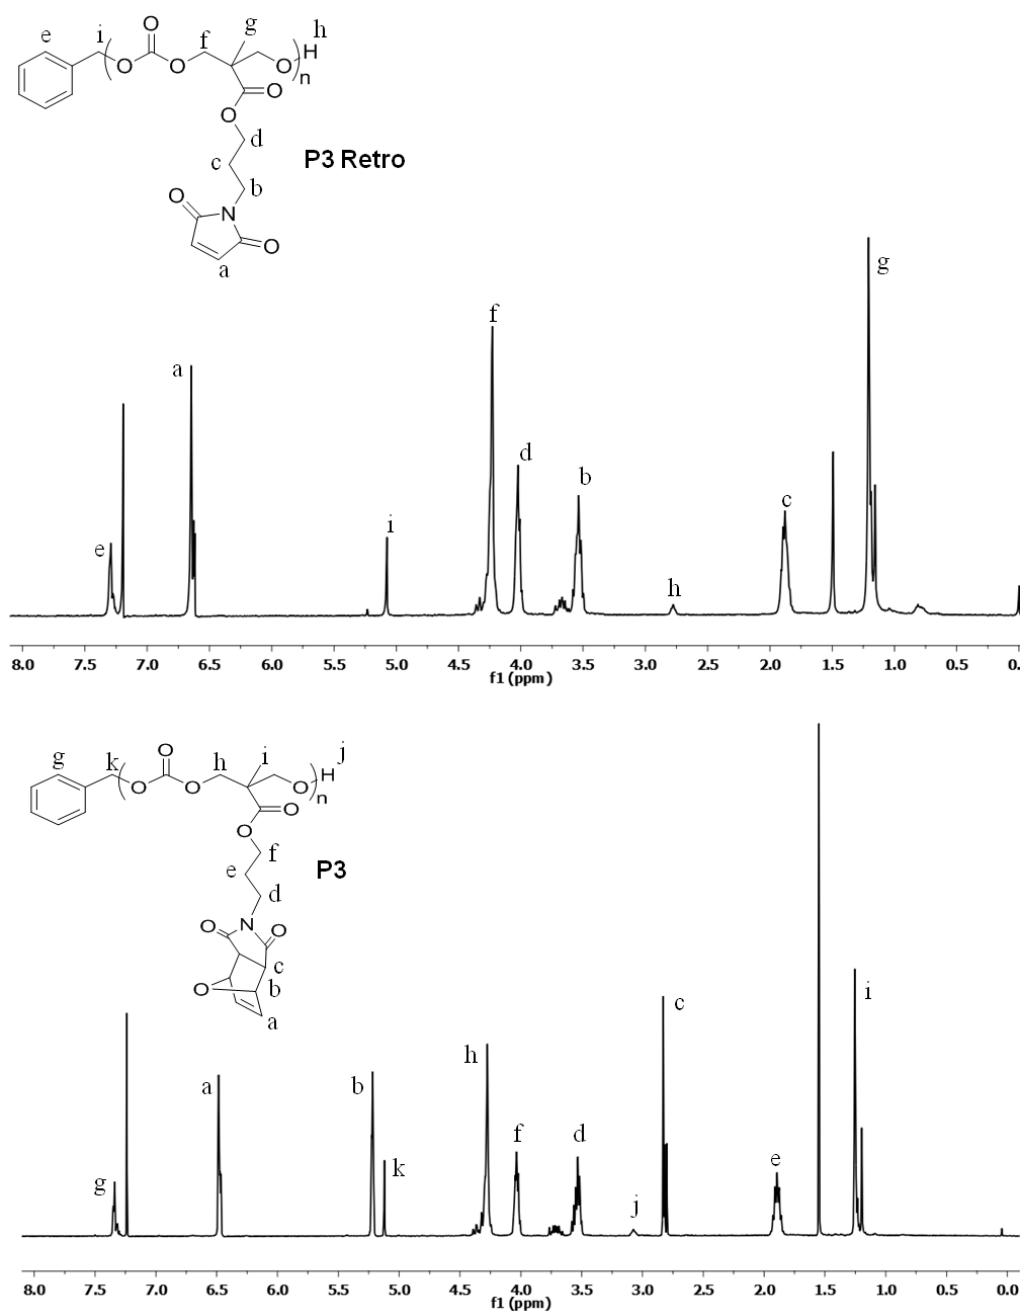 h
g
e i f
O H
O O O n
O
O
d
c P3 Retro
b
O N
O
a
g
f
a
d
b
i c
e
h
8.0 7.5 7.0 6.5 6.0 5.5 5.0 4.5 4.0 3.5 3.0 2.5 2.0 1.5 1.0 0.5 0.
f1 (ppm)
g k O h i H j
O O O n
O
O
f
e P3
d
O N O
c
O b
a
c i
h
a b
f d
k e
g
j
8.0 7.5 7.0 6.5 6.0 5.5 5.0 4.5 4.0 3.5 3.0 2.5 2.0 1.5 1.0 0.5 0.0
f1 (ppm)